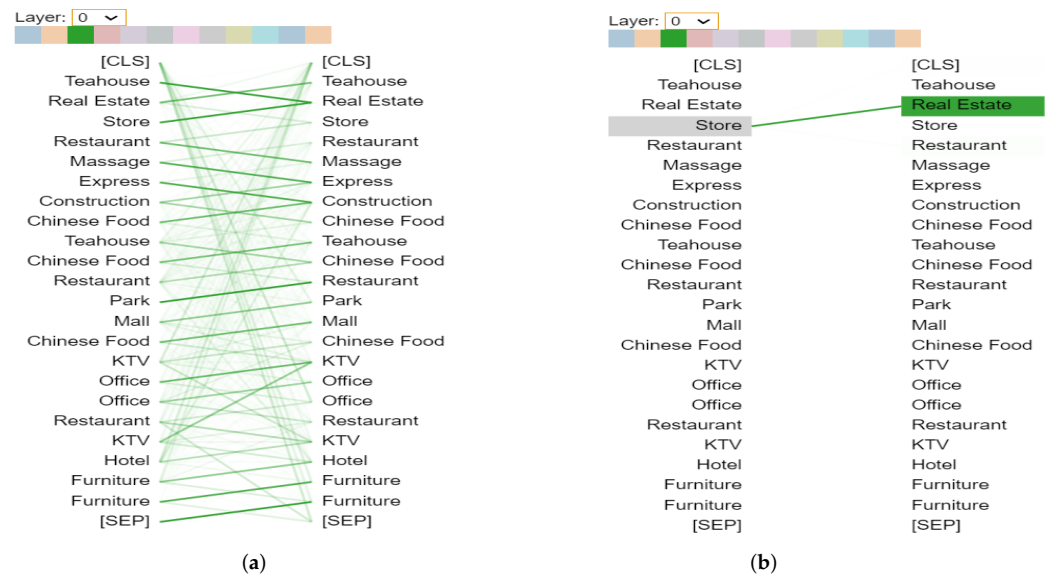 Layer: 0
[CLS] [CLS]
Teahouse Teahouse
Real Estate Real Estate
Store Store
Restaurant Restaurant
Massage Massage
Express Express
Construction Construction
Chinese Food Chinese Food
Teahouse Teahouse
Chinese Food Chinese Food
Restaurant Restaurant
Park Park
Mall Mall
Chinese Food Chinese Food
KTV KTV
Office Office
Office Office
Restaurant Restaurant
KTV KTV
Hotel Hotel
Furniture Furniture
Furniture Furniture
[SEP] [SEP]
(a)
Layer: 0
[CLS] [CLS]
Teahouse Teahouse
Real Estate Real Estate
Store Store
Restaurant Restaurant
Massage Massage
Express Express
Construction Construction
Chinese Food Chinese Food
Teahouse Teahouse
Chinese Food Chinese Food
Restaurant Restaurant
Park Park
Mall Mall
Chinese Food Chinese Food
KTV KTV
Office Office
Office Office
Restaurant Restaurant
KTV KTV
Hotel Hotel
Furniture Furniture
Furniture Furniture
[SEP] [SEP]
(b)